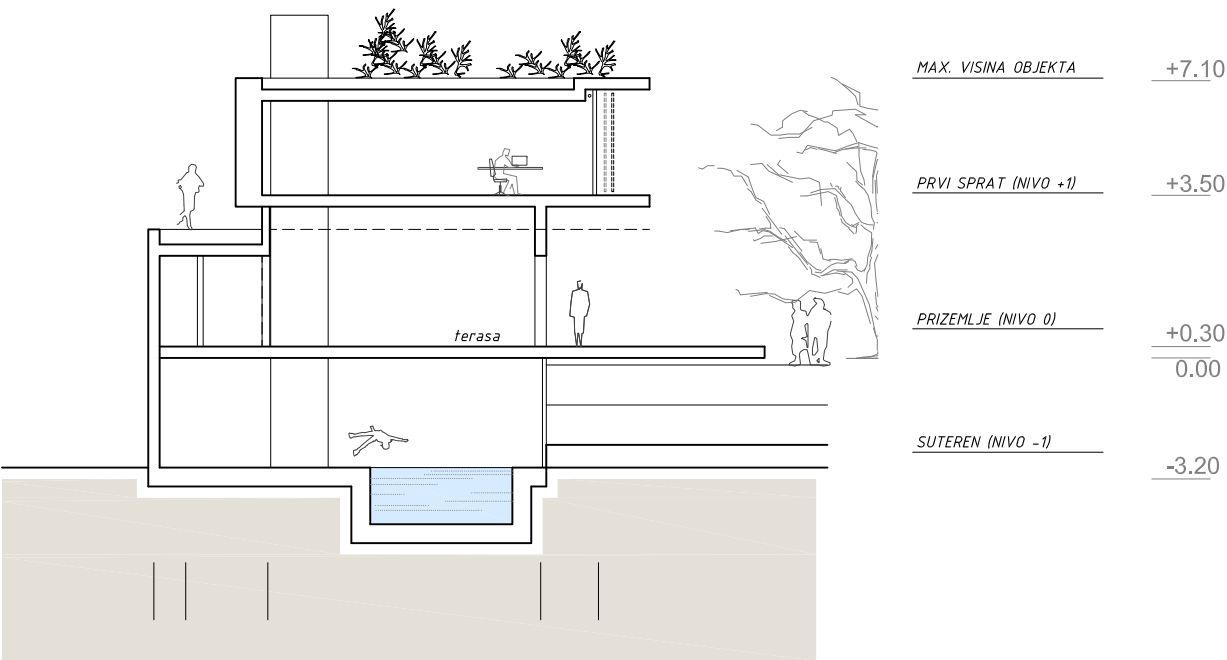 MAX. VISINA OBJEKTA +7.10
PRVI SPRAT (NIVO +1) +3.50
terasa
PRIZEMLJE (NIVO 0) +0.30
0.00
SUTEREN (NIVO -1) -3.20